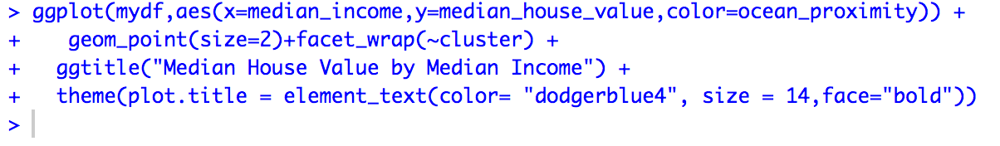 > ggplot(mydf,aes(x=median_income,y=median_house_value,color=ocean_proximity)) +
+    geom_point(size=2)+facet_wrap(~cluster) +
+   ggtitle("Median House Value by Median Income") +
+   theme(plot.title = element_text(color= "dodgerblue4", size = 14,face="bold"))
>